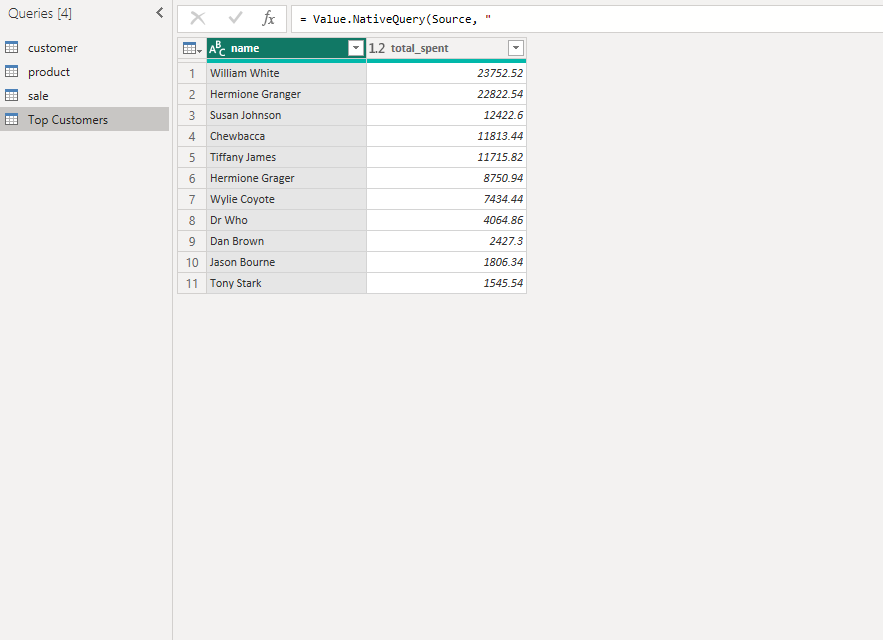 Queries [4]
fx
= Value.NativeQuery(Source, "
customer
product
sale
Top Customers
ABC name 1.2 total_spent
1 William White 23752.52
2 Hermione Granger 22822.54
3 Susan Johnson 12422.6
4 Chewbacca 11813.44
5 Tiffany James 11715.82
6 Hermione Grager 8750.94
7 Wylie Coyote 7434.44
8 Dr Who 4064.86
9 Dan Brown 2427.3
10 Jason Bourne 1806.34
11 Tony Stark 1545.54